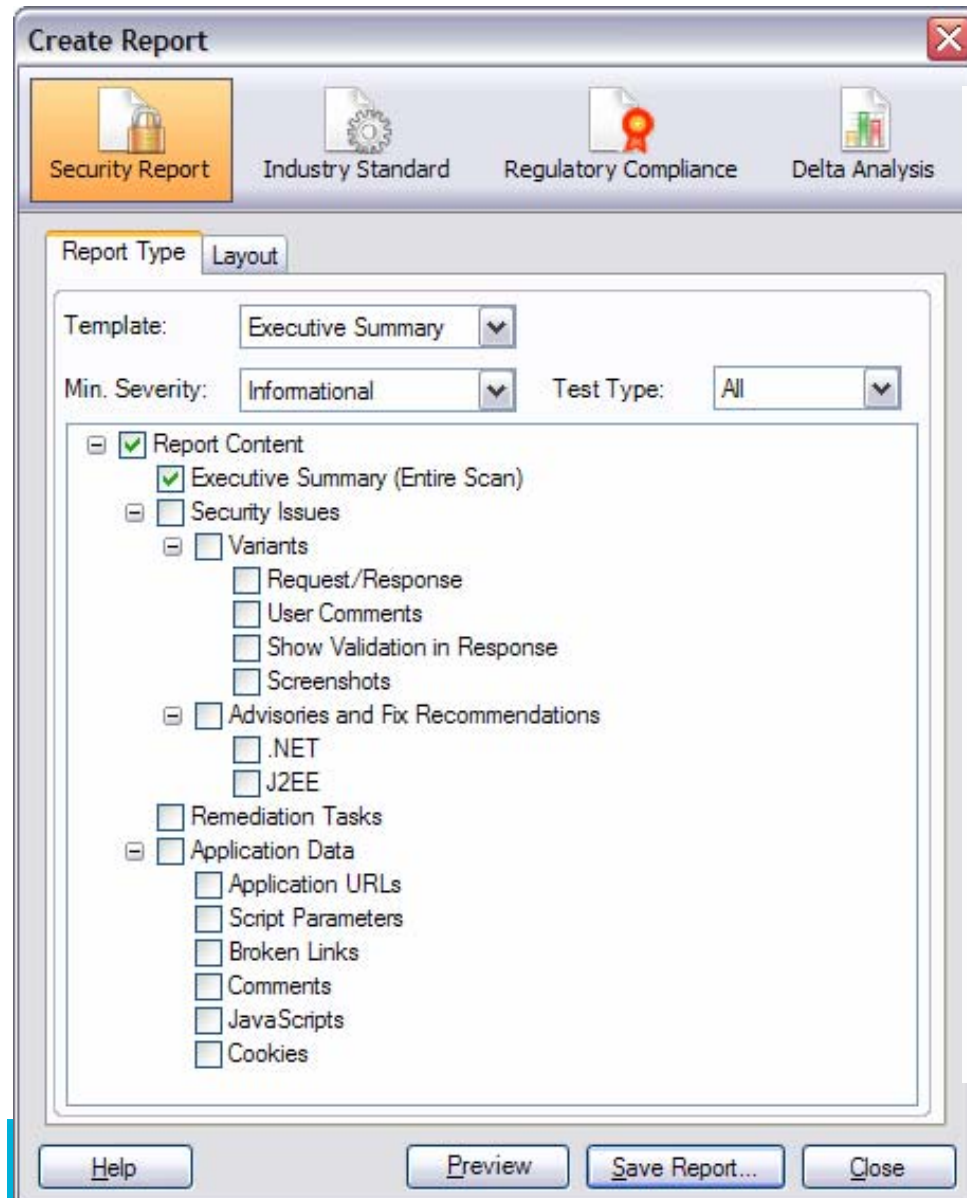 Create Report
Security Report Industry Standard Regulatory Compliance Delta Analysis
Report Type Layout
Template: Executive Summary
Min. Severity: Informational Test Type: All
Report Content
Executive Summary (Entire Scan)
Security Issues
Variants
Request/Response
User Comments
Show Validation in Response
Screenshots
Advisories and Fix Recommendations
.NET
J2EE
Remediation Tasks
Application Data
Application URLs
Script Parameters
Broken Links
Comments
JavaScripts
Cookies
Help Preview Save Report... Close